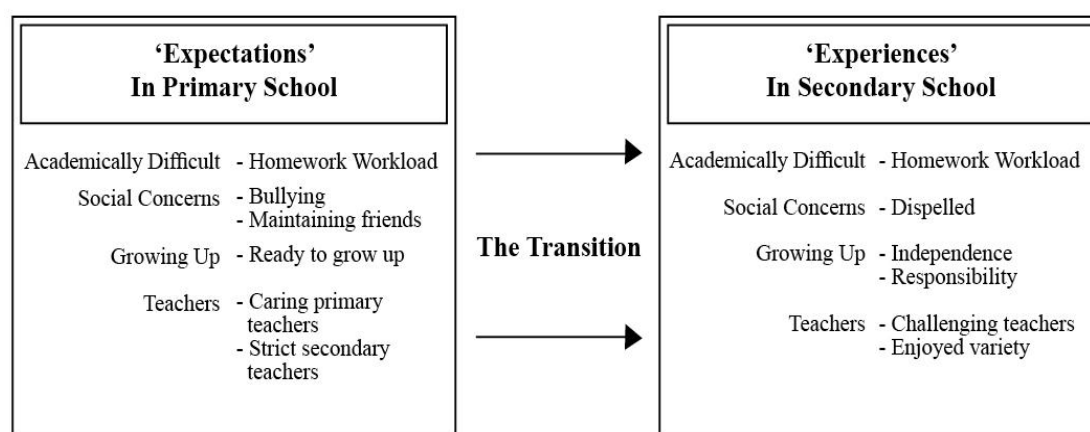 ‘Expectations’
In Primary School
Academically Difficult - Homework Workload
Social Concerns - Bullying
- Maintaining friends
Growing Up - Ready to grow up
Teachers - Caring primary
teachers
- Strict secondary
teachers
The Transition
‘Experiences’
In Secondary School
Academically Difficult - Homework Workload
Social Concerns - Dispelled
Growing Up - Independence
- Responsibility
Teachers - Challenging teachers
- Enjoyed variety